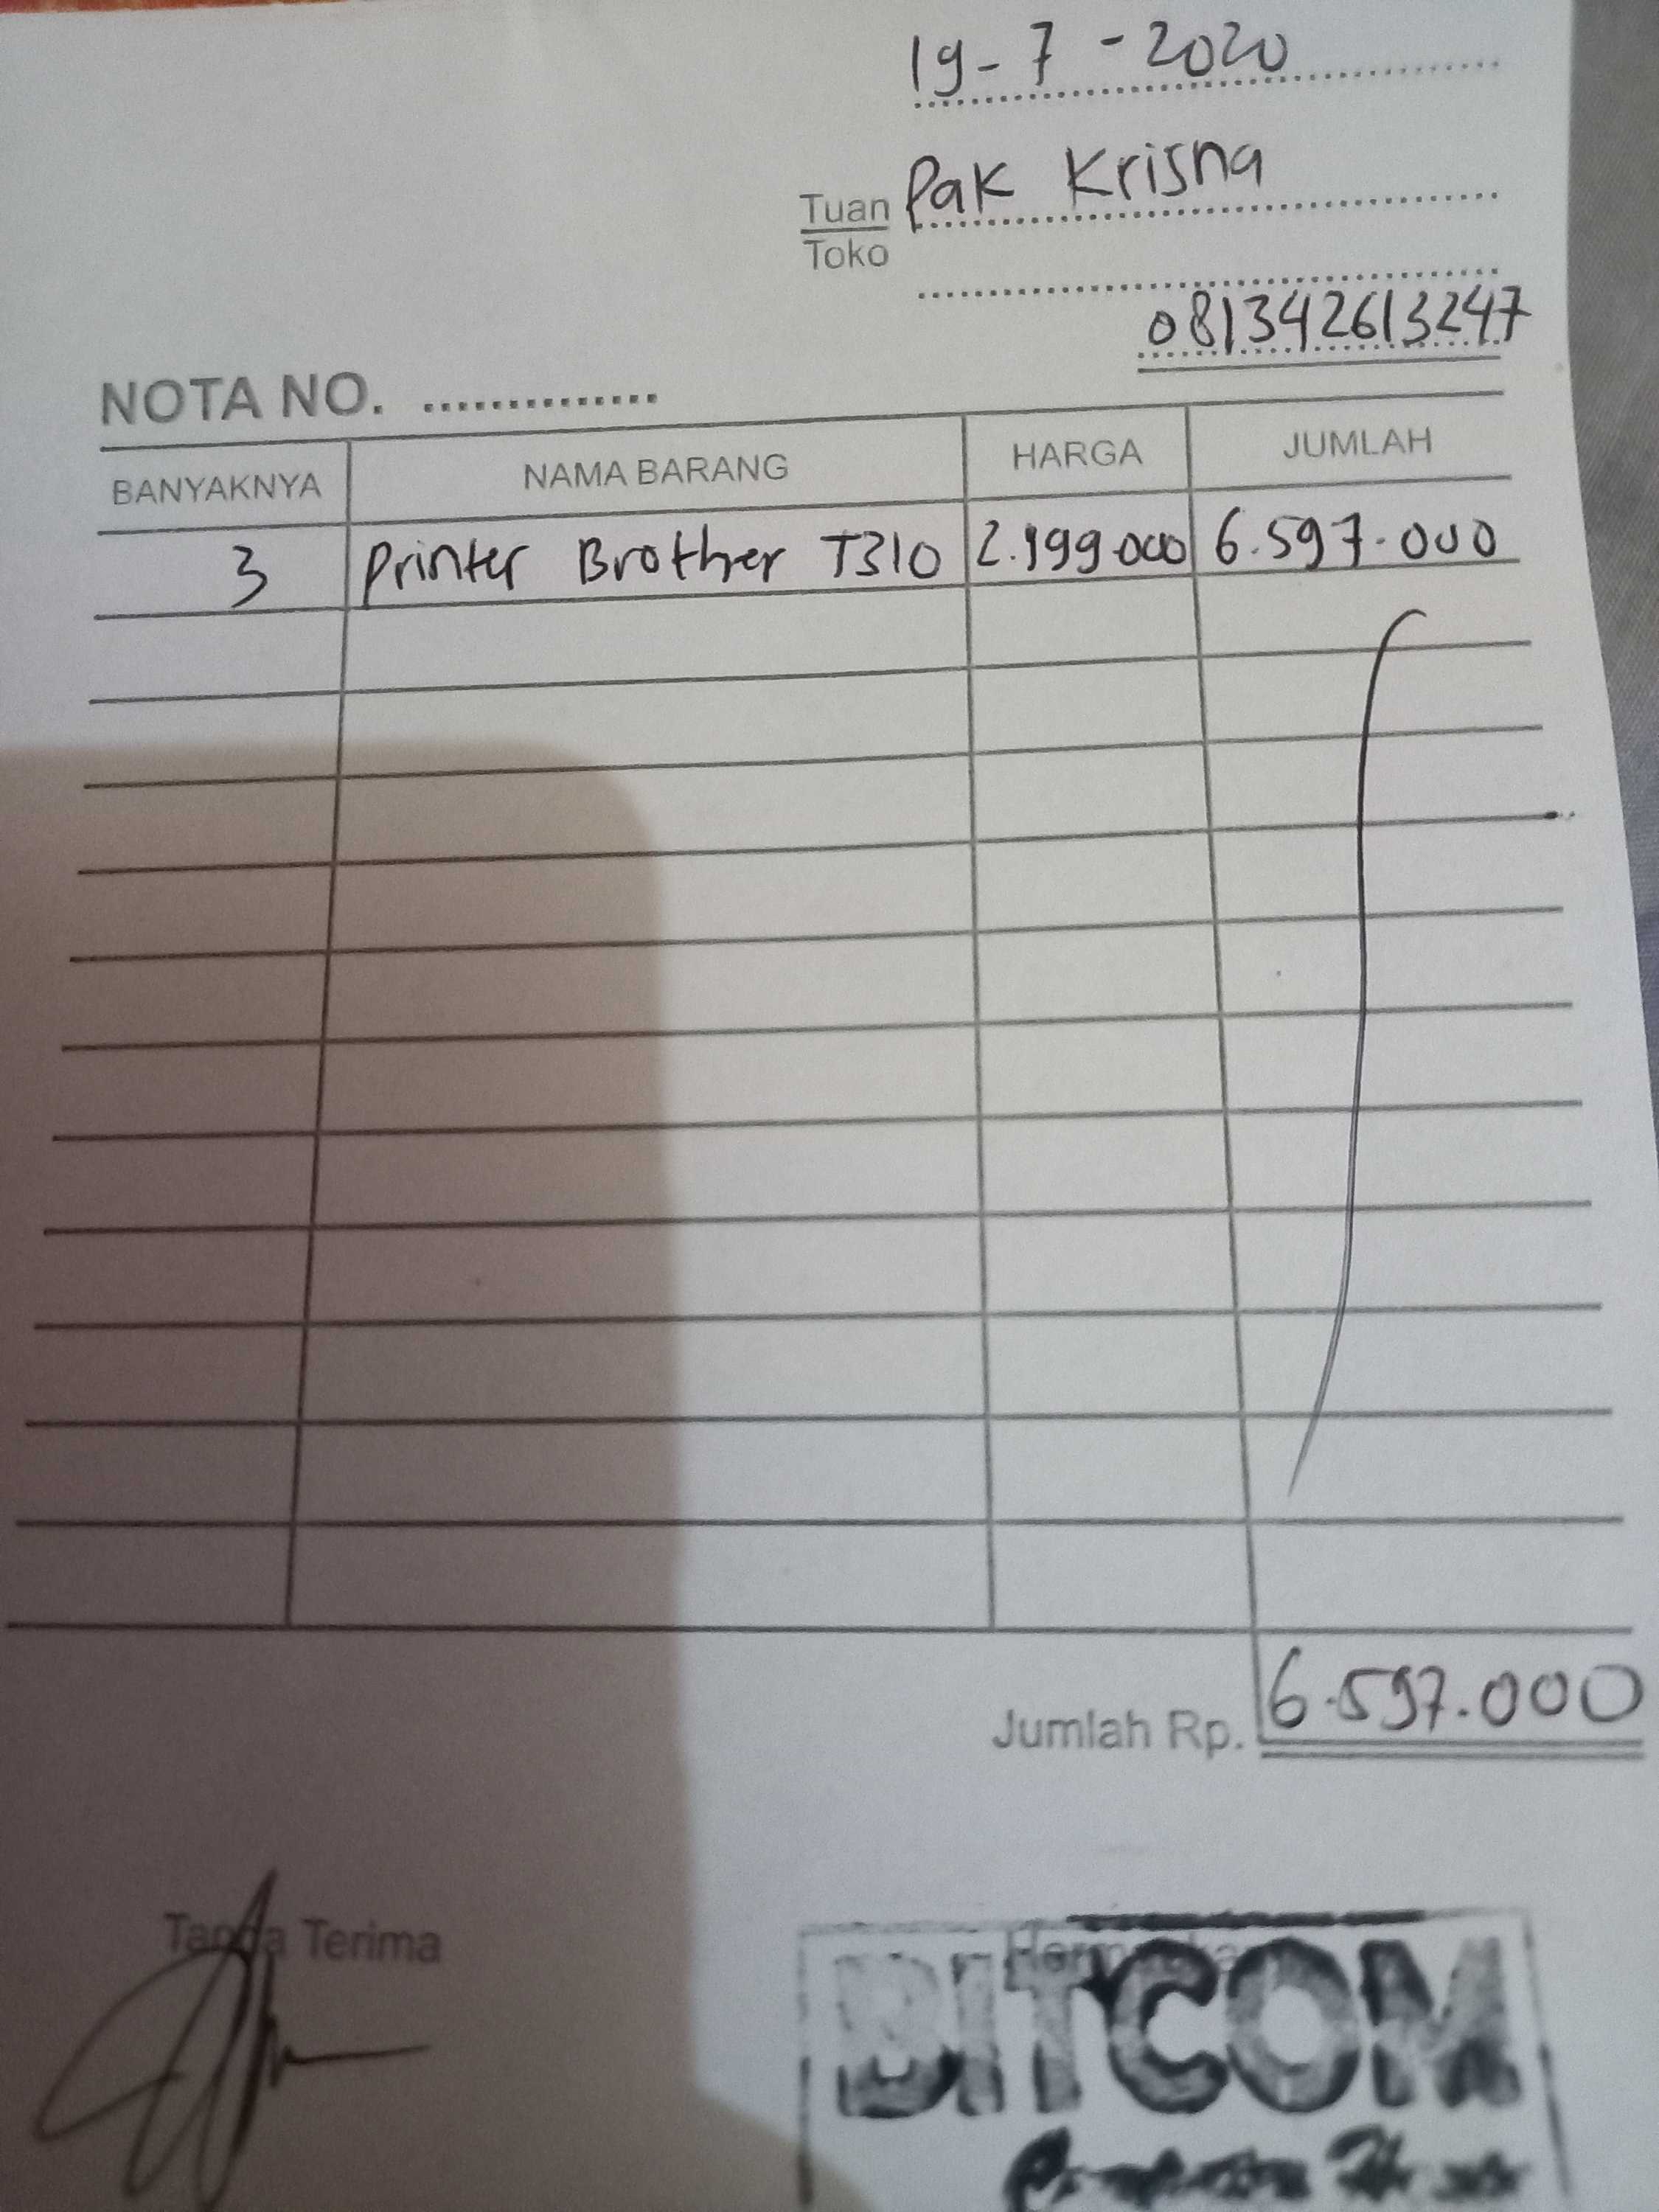 19-7-2020
Tuan Pak Krisna
Toko
081342613247
NOTA NO. ..............
BANYAKNYA NAMA BARANG HARGA JUMLAH
3 Printer Brother T310 2.199.000 6.597.000
Jumlah Rp. 6.597.000
Tanda Terima
BITCOM